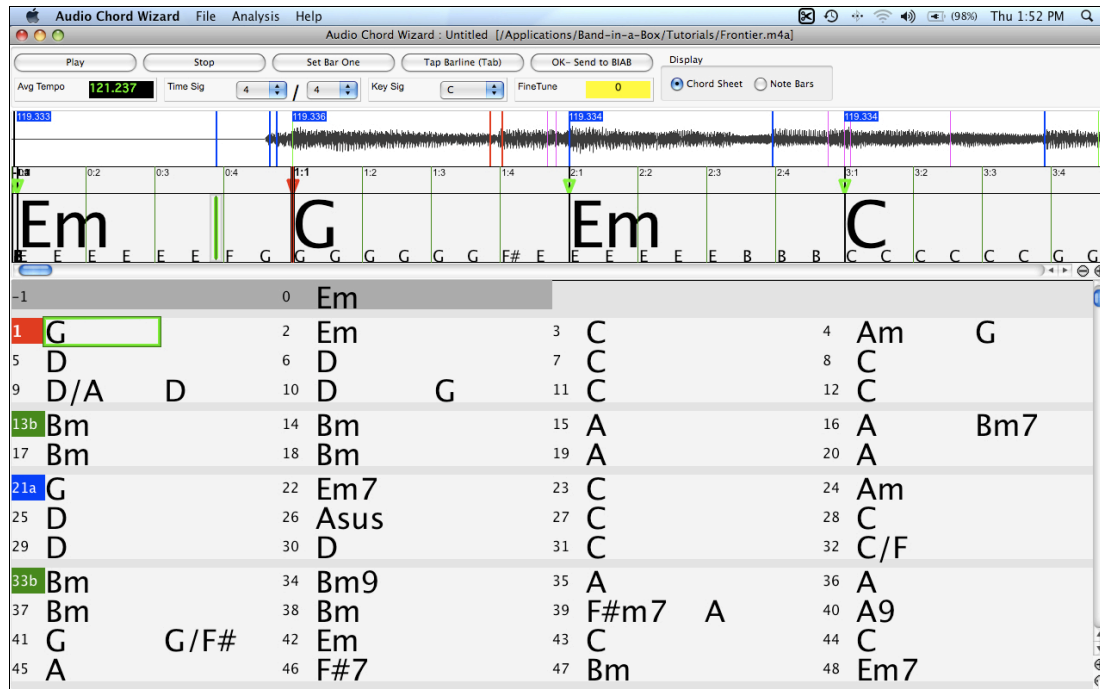 Audio Chord Wizard File Analysis Help (98%) Thu 1:52 PM
Audio Chord Wizard : Untitled [/Applications/Band-in-a-Box/Tutorials/Frontier.m4a]
Play Stop Set Bar One Tap Barline (Tab) OK- Send to BIAB Display
Avg Tempo 121.237 Time Sig 4 / 4 Key Sig C FineTune 0 Chord Sheet Note Bars
119.333 119.336 119.334 119.334
0:2 0:3 0:4 1:1 1:2 1:3 1:4 2:1 2:2 2:3 2:4 3:1 3:2 3:3 3:4
Em G Em C
E E E E E F G G G G G G G F# E E E E E E B B B C C C C C C G G
-1 0 Em
1 G 2 Em 3 C 4 Am G
5 D 6 D 7 C 8 C
9 D/A D 10 D G 11 C 12 C
13b Bm 14 Bm 15 A 16 A Bm7
17 Bm 18 Bm 19 A 20 A
21a G 22 Em7 23 C 24 Am
25 D 26 Asus 27 C 28 C
29 D 30 D 31 C 32 C/F
33b Bm 34 Bm9 35 A 36 A
37 Bm 38 Bm 39 F#m7 A 40 A9
41 G G/F# 42 Em 43 C 44 C
45 A 46 F#7 47 Bm 48 Em7